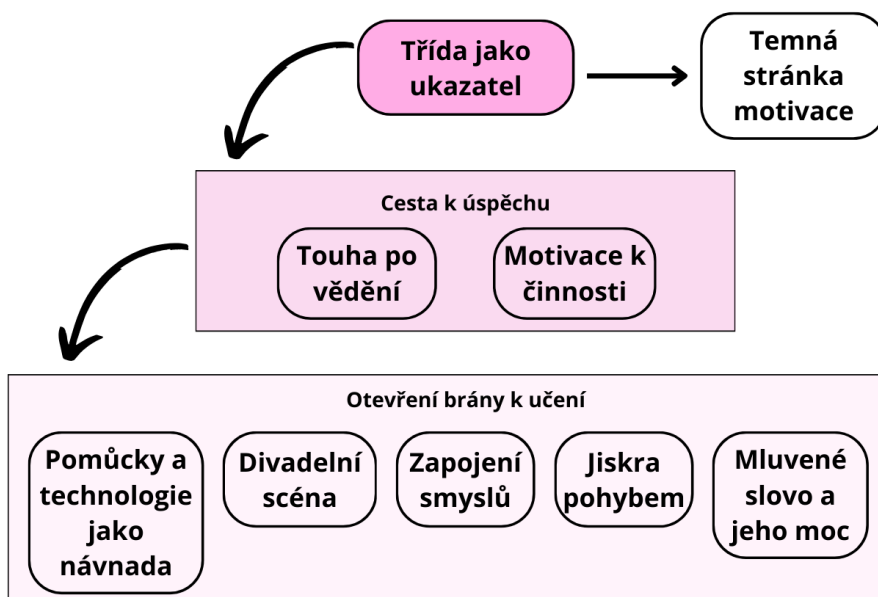 Třída jako
ukazatel
Temná
stránka
motivace
Cesta k úspěchu
Touha po
vědění
Motivace k
činnosti
Otevření brány k učení
Pomůcky a
technologie
jako
návnada
Divadelní
scéna
Zapojení
smyslů
Jiskra
pohybem
Mluvené
slovo a
jeho moc